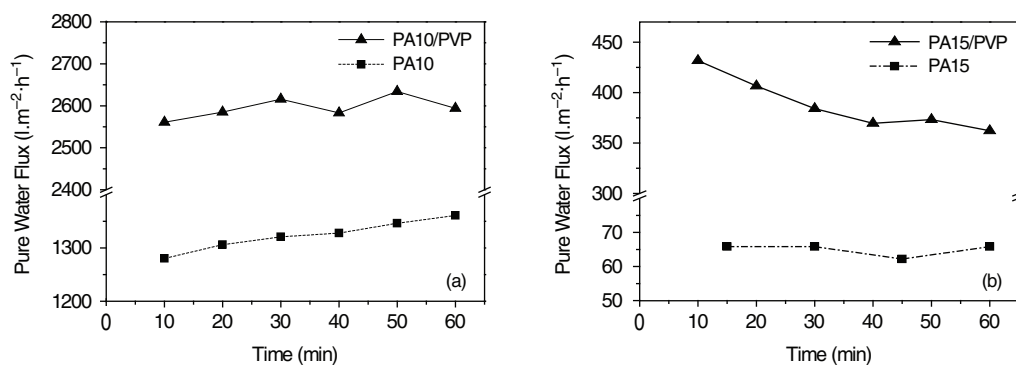 2800
2700
2600
2500
2400
1300
1200
Pure Water Flux (l.m⁻²·h⁻¹)
PA10/PVP
PA10
(a)
0 10 20 30 40 50 60
Time (min)
450
400
350
300
70
60
50
Pure Water Flux (l.m⁻²·h⁻¹)
PA15/PVP
PA15
(b)
0 10 20 30 40 50 60
Time (min)